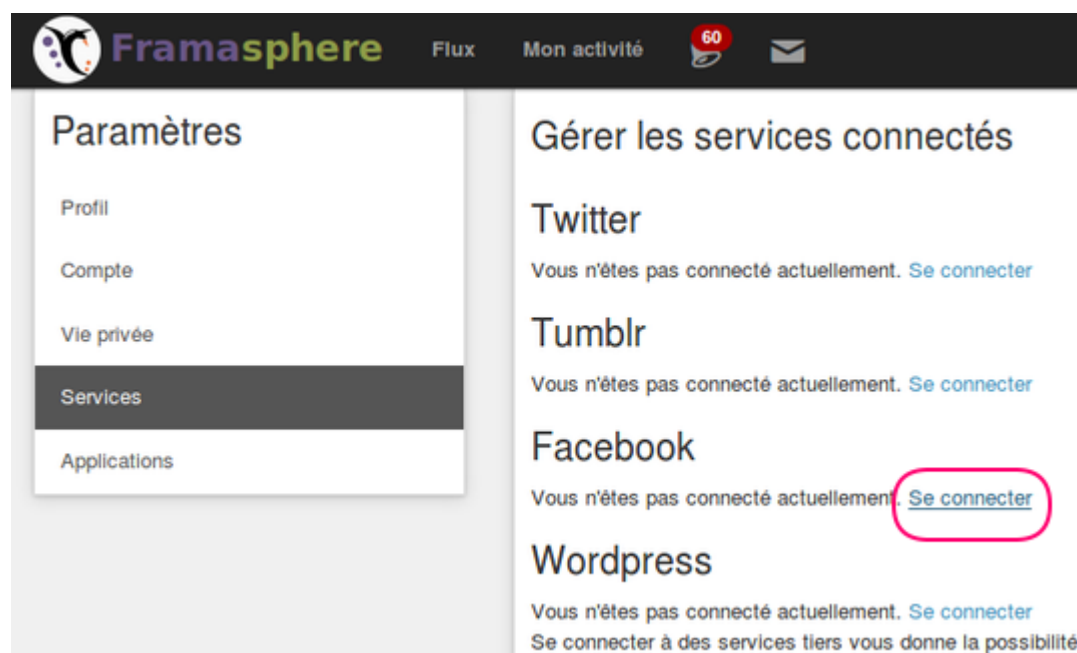 Framasphere Flux Mon activité 60
Paramètres
Profil
Compte
Vie privée
Services
Applications
Gérer les services connectés
Twitter
Vous n'êtes pas connecté actuellement. Se connecter
Tumblr
Vous n'êtes pas connecté actuellement. Se connecter
Facebook
Vous n'êtes pas connecté actuellement. Se connecter
Wordpress
Vous n'êtes pas connecté actuellement. Se connecter
Se connecter à des services tiers vous donne la possibilité